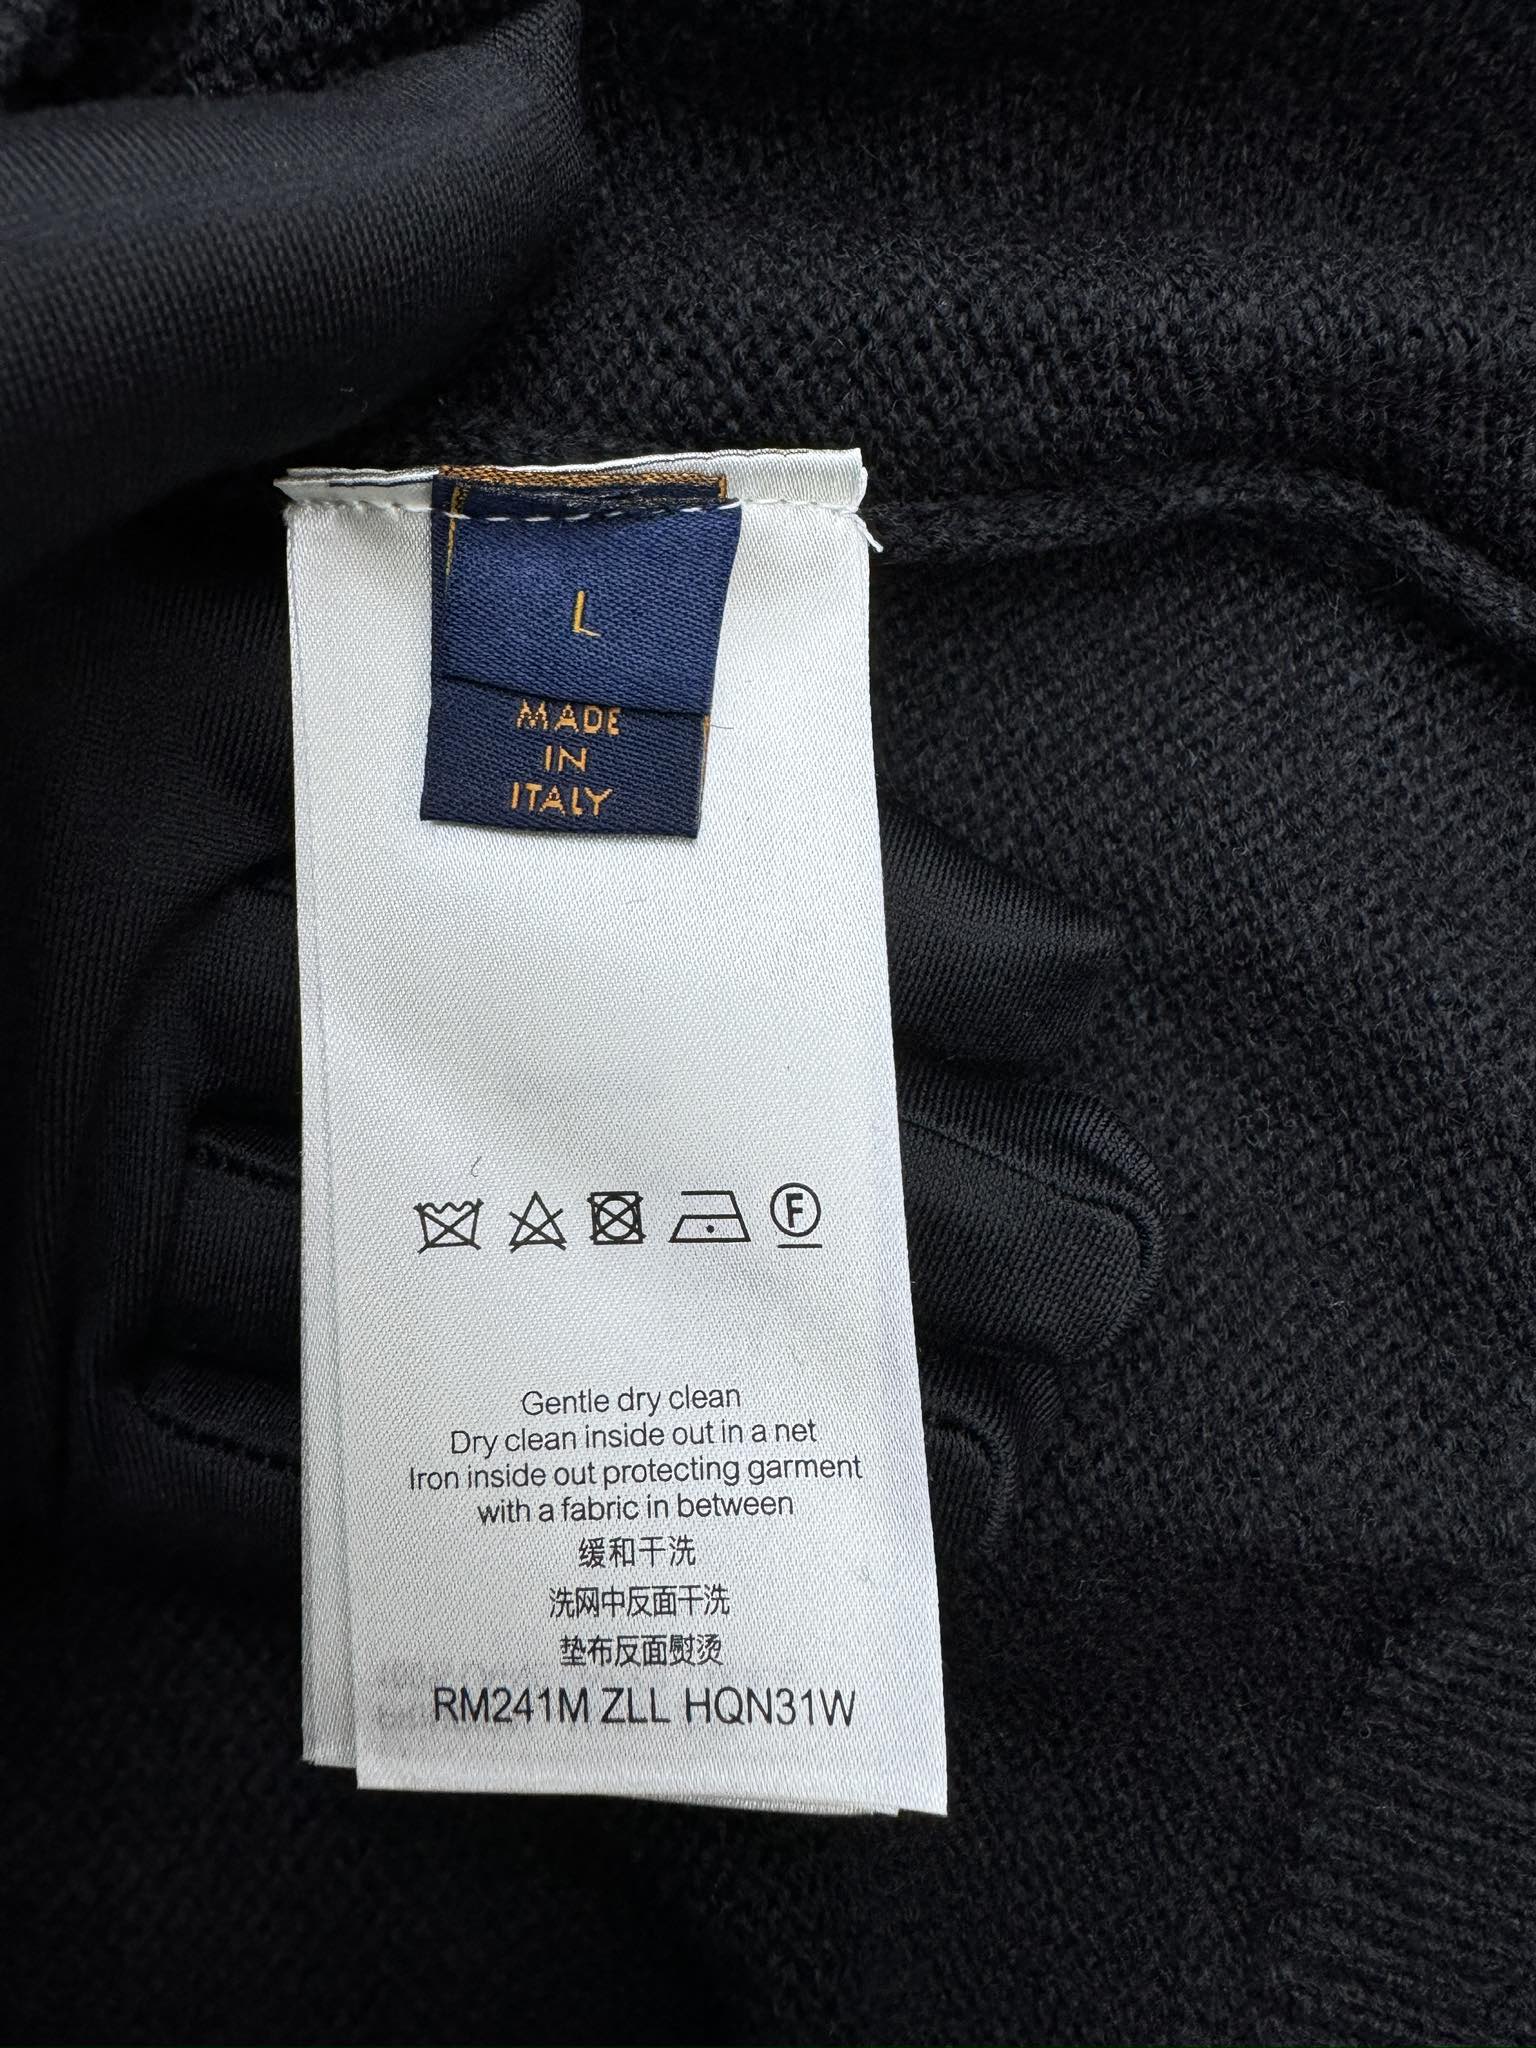 L
MADE
IN
ITALY
F
Gentle dry clean
Dry clean inside out in a net
Iron inside out protecting garment
with a fabric in between
缓和干洗
洗网中反面干洗
垫布反面熨烫
RM241M ZLL HQN31W